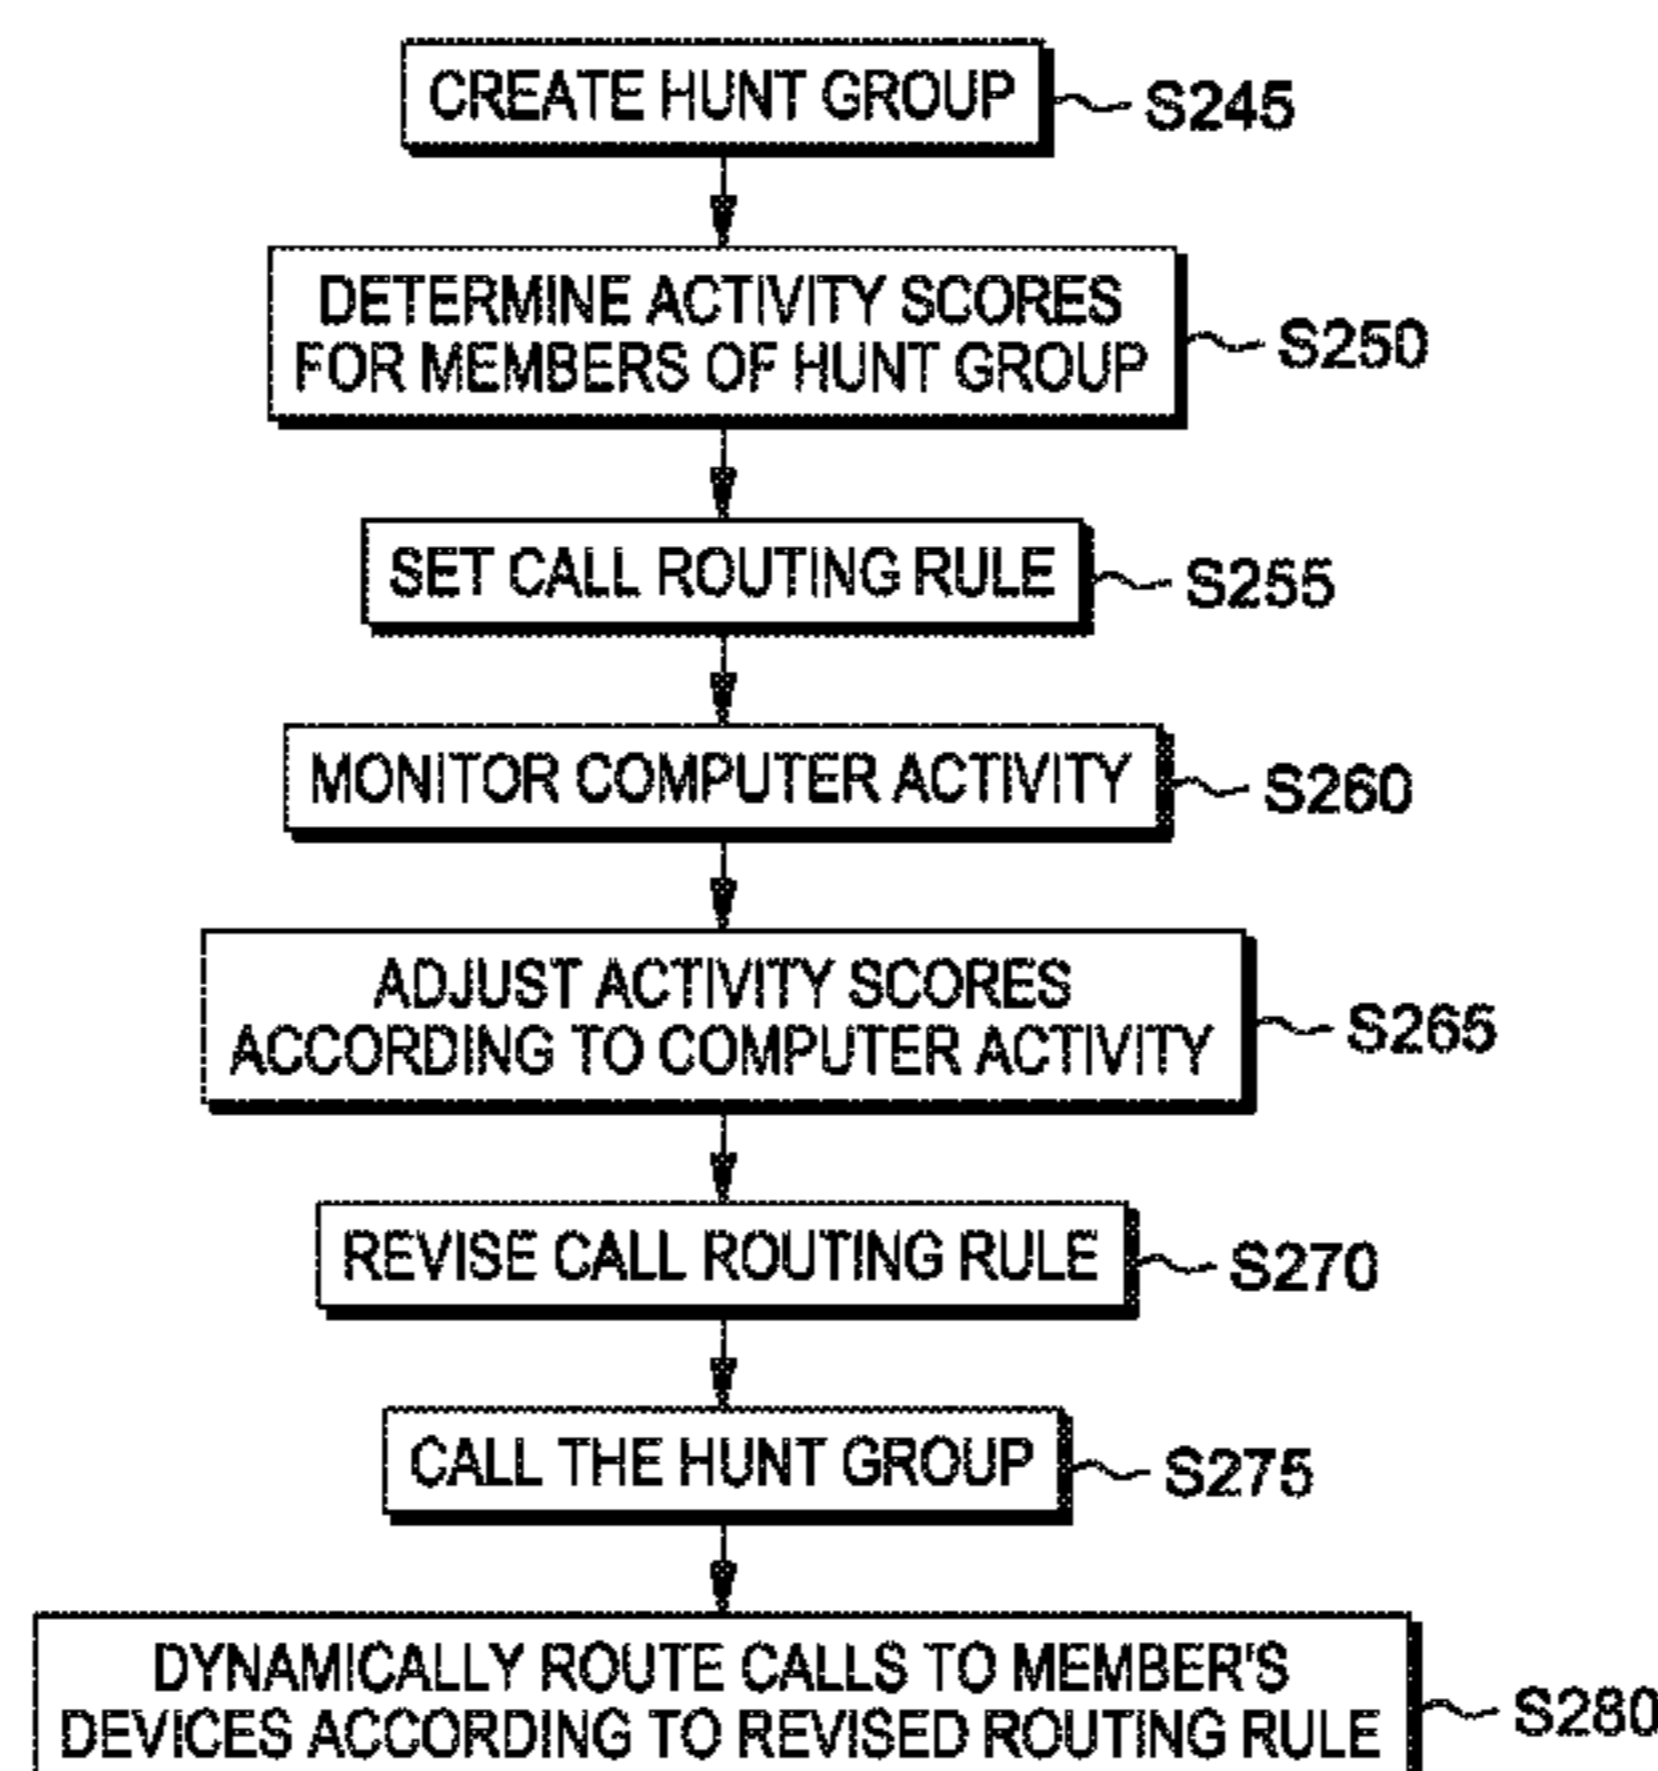 CREATE HUNT GROUP
S245
DETERMINE ACTIVITY SCORES
FOR MEMBERS OF HUNT GROUP
S250
SET CALL ROUTING RULE
S255
MONITOR COMPUTER ACTIVITY
S260
ADJUST ACTIVITY SCORES
ACCORDING TO COMPUTER ACTIVITY
S265
REVISE CALL ROUTING RULE
S270
CALL THE HUNT GROUP
S275
DYNAMICALLY ROUTE CALLS TO MEMBER'S
DEVICES ACCORDING TO REVISED ROUTING RULE
S280